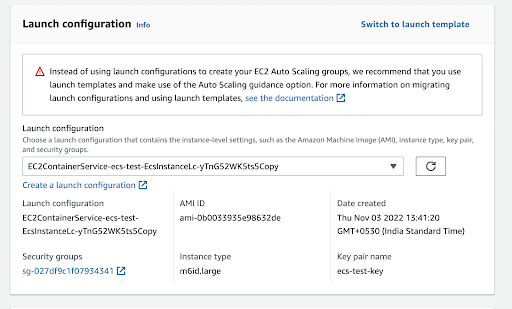 Launch configuration Info
Switch to launch template
Instead of using launch configurations to create your EC2 Auto Scaling groups, we recommend that you use
launch templates and make use of the Auto Scaling guidance option. For more information on migrating
launch configurations and using launch templates, see the documentation
Launch configuration
Choose a launch configuration that contains the instance-level settings, such as the Amazon Machine Image (AMI), instance type, key pair,
and security groups.
EC2ContainerService-ecs-test-EcsInstanceLc-yTnG52WK5ts5Copy
Create a launch configuration
Launch configuration
EC2ContainerService-ecs-test-
EcsInstanceLc-yTnG52WK5ts5Copy
AMI ID
ami-0b0033935e98632de
Date created
Thu Nov 03 2022 13:41:20
GMT+0530 (India Standard Time)
Security groups
sg-027df9c1f07934341
Instance type
m6id.large
Key pair name
ecs-test-key